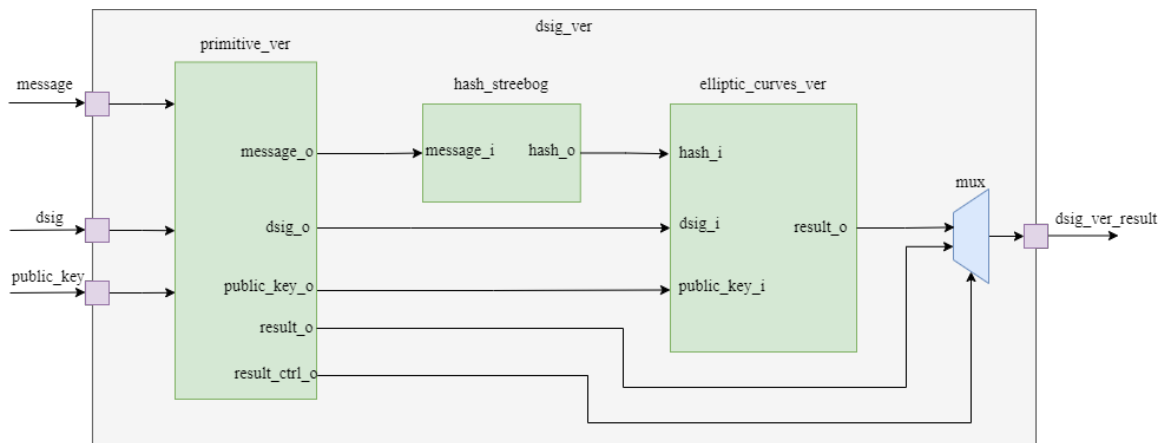 dsig_ver
primitive_ver
message
hash_streebog
elliptic_curves_ver
message_o
message_i
hash_o
hash_i
mux
dsig
dsig_o
dsig_i
result_o
dsig_ver_result
public_key
public_key_o
public_key_i
result_o
result_ctrl_o